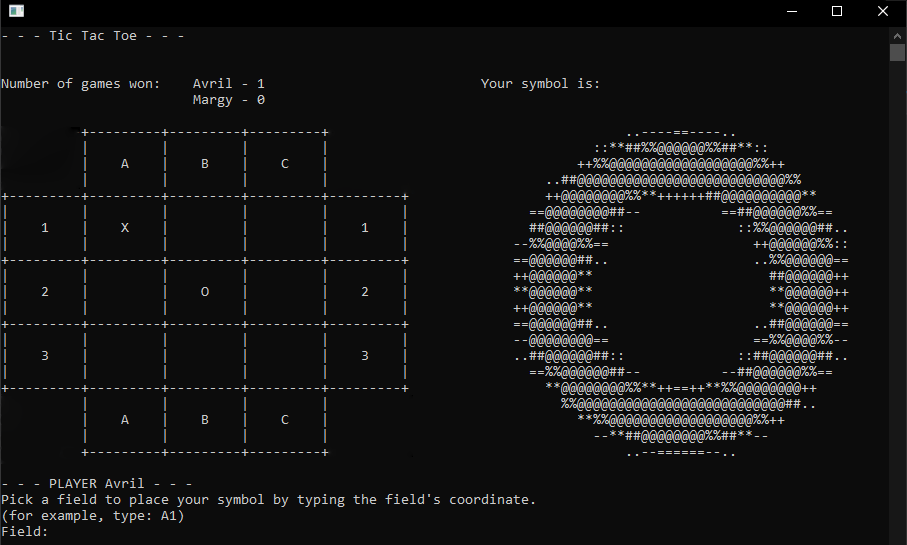 - - - Tic Tac Toe - - -
Number of games won:    Avril - 1                           Your symbol is:
                        Margy - 0
A B C
1 X 1
2 O 2
3 3
A B C
- - - PLAYER Avril - - -
Pick a field to place your symbol by typing the field's coordinate.
(for example, type: A1)
Field: